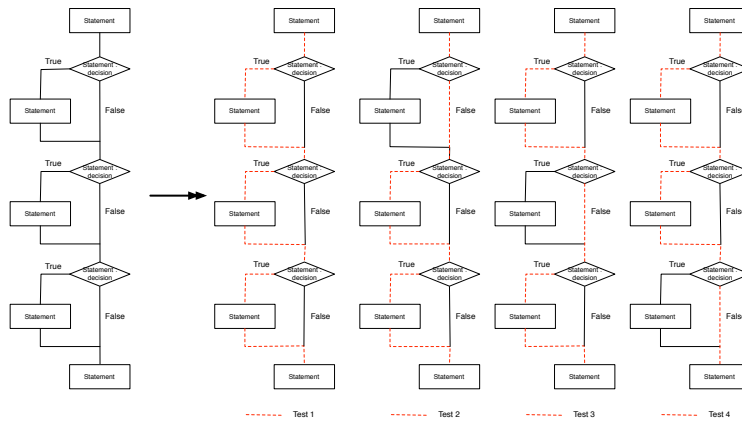 Statement
Statement
Statement
Statement
Statement
True
Statement :
decision
True
Statement :
decision
True
Statement :
decision
True
Statement :
decision
True
Statement :
decision
Statement
False
Statement
False
Statement
False
Statement
False
Statement
False
True
Statement :
decision
True
Statement :
decision
True
Statement :
decision
True
Statement :
decision
True
Statement :
decision
Statement
False
Statement
False
Statement
False
Statement
False
Statement
False
True
Statement :
decision
True
Statement :
decision
True
Statement :
decision
True
Statement :
decision
True
Statement :
decision
Statement
False
Statement
False
Statement
False
Statement
False
Statement
False
Statement
Statement
Statement
Statement
Statement
Test 1
Test 2
Test 3
Test 4